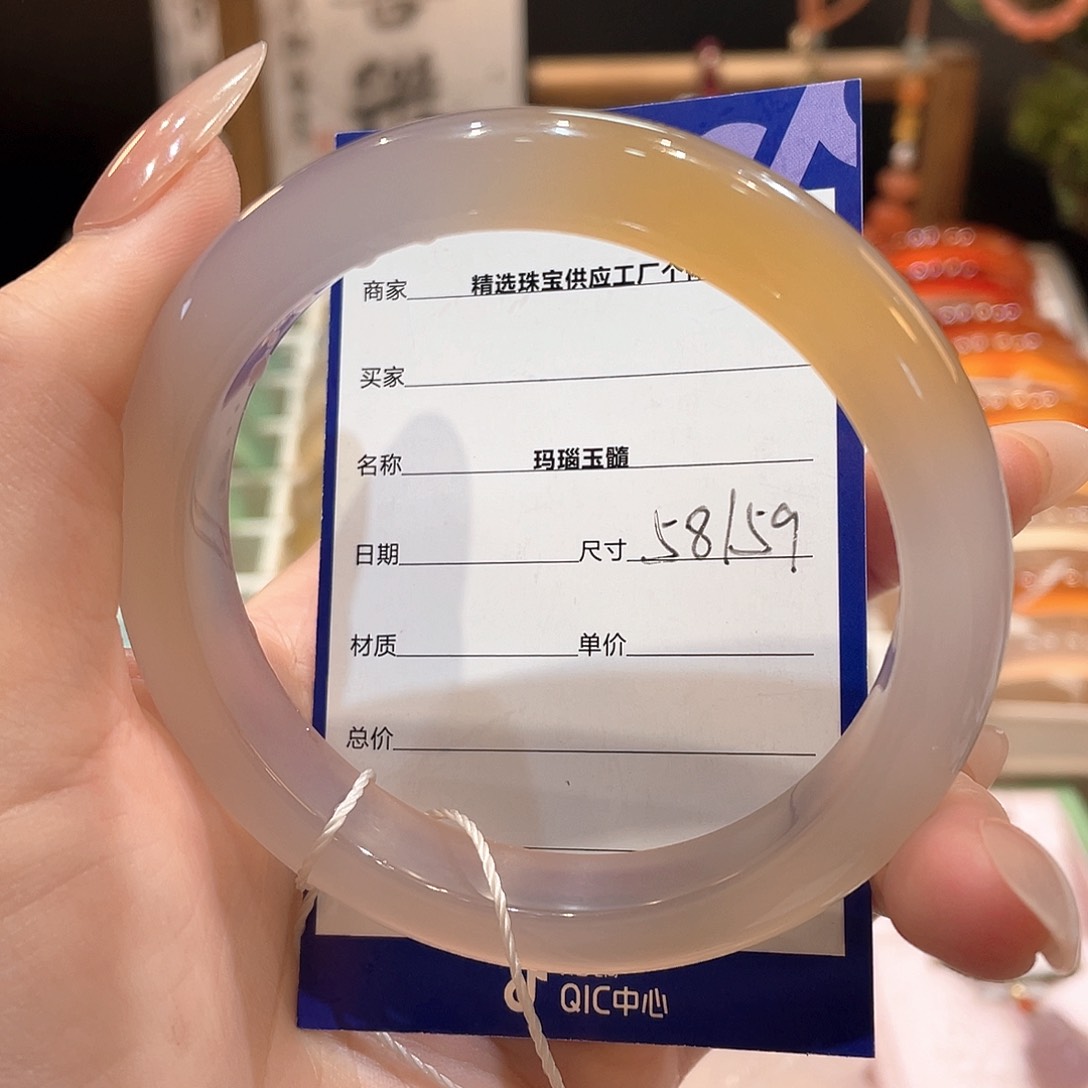 商家 精选珠宝供应工厂个
买家
名称 玛瑙玉髓
日期 尺寸 58/59
材质 单价
总价
QIC中心